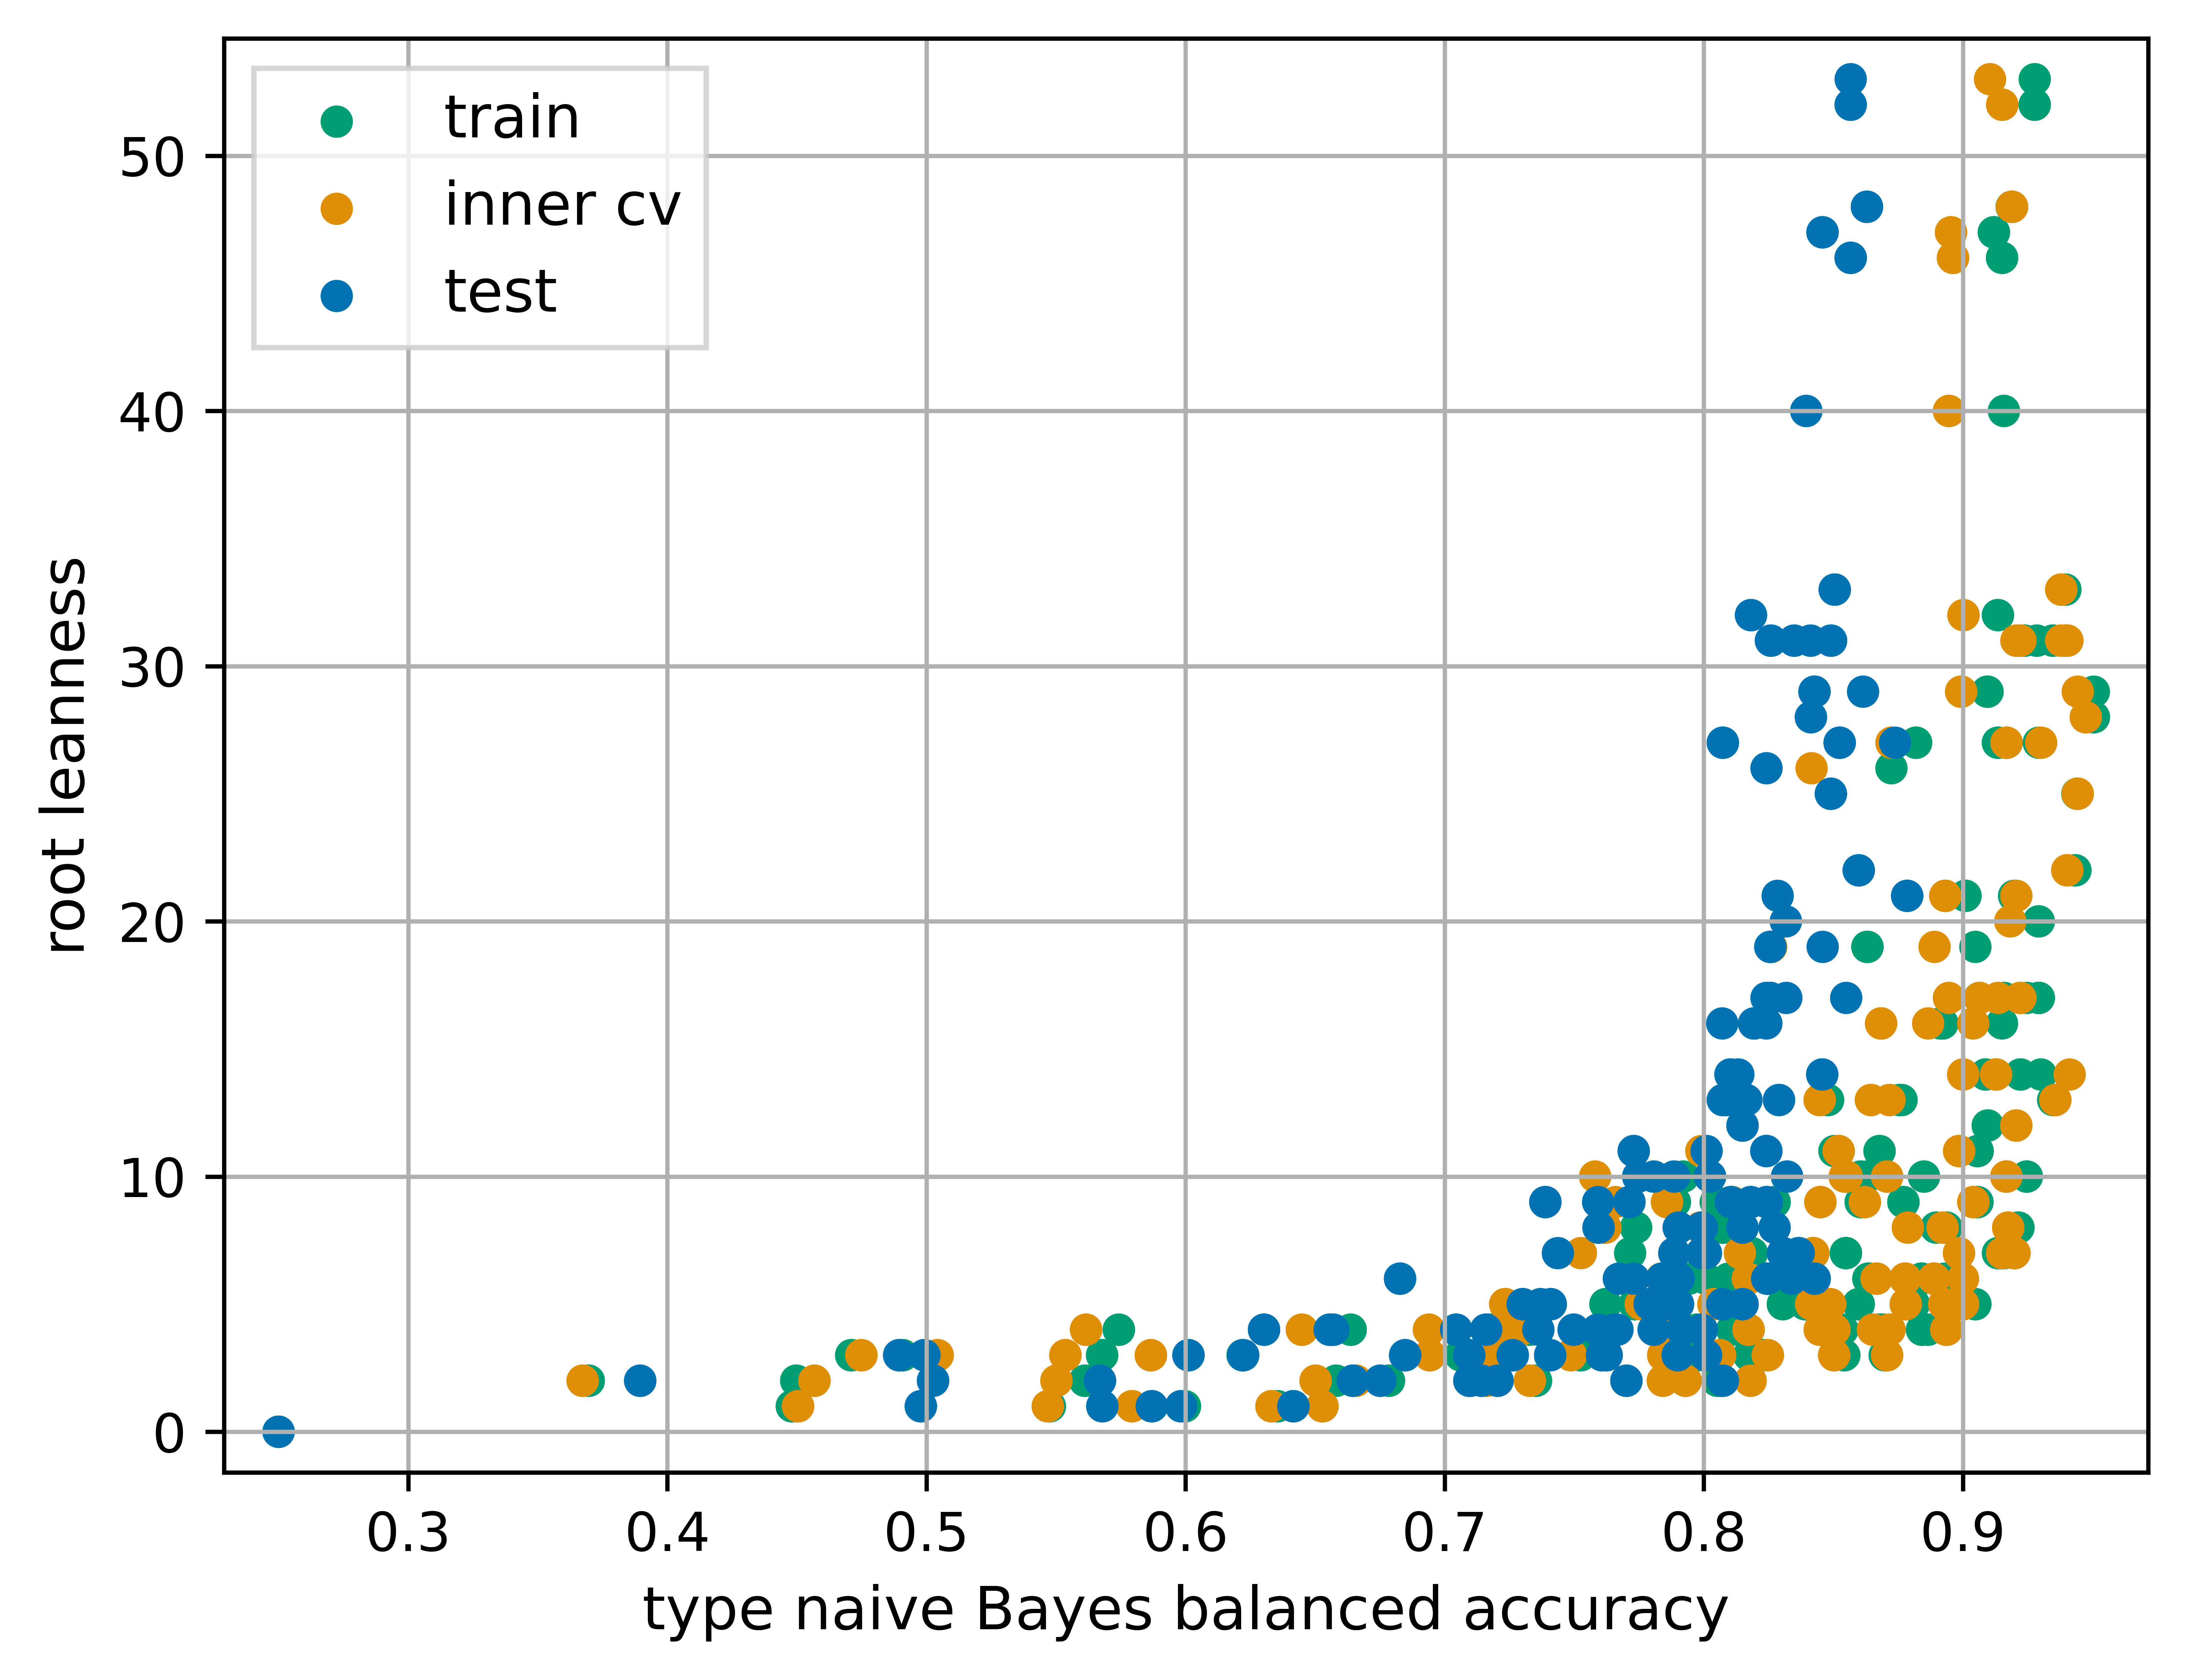 train
inner cv
test
50
40
30
20
10
0
root leanness
0.3 0.4 0.5 0.6 0.7 0.8 0.9
type naive Bayes balanced accuracy